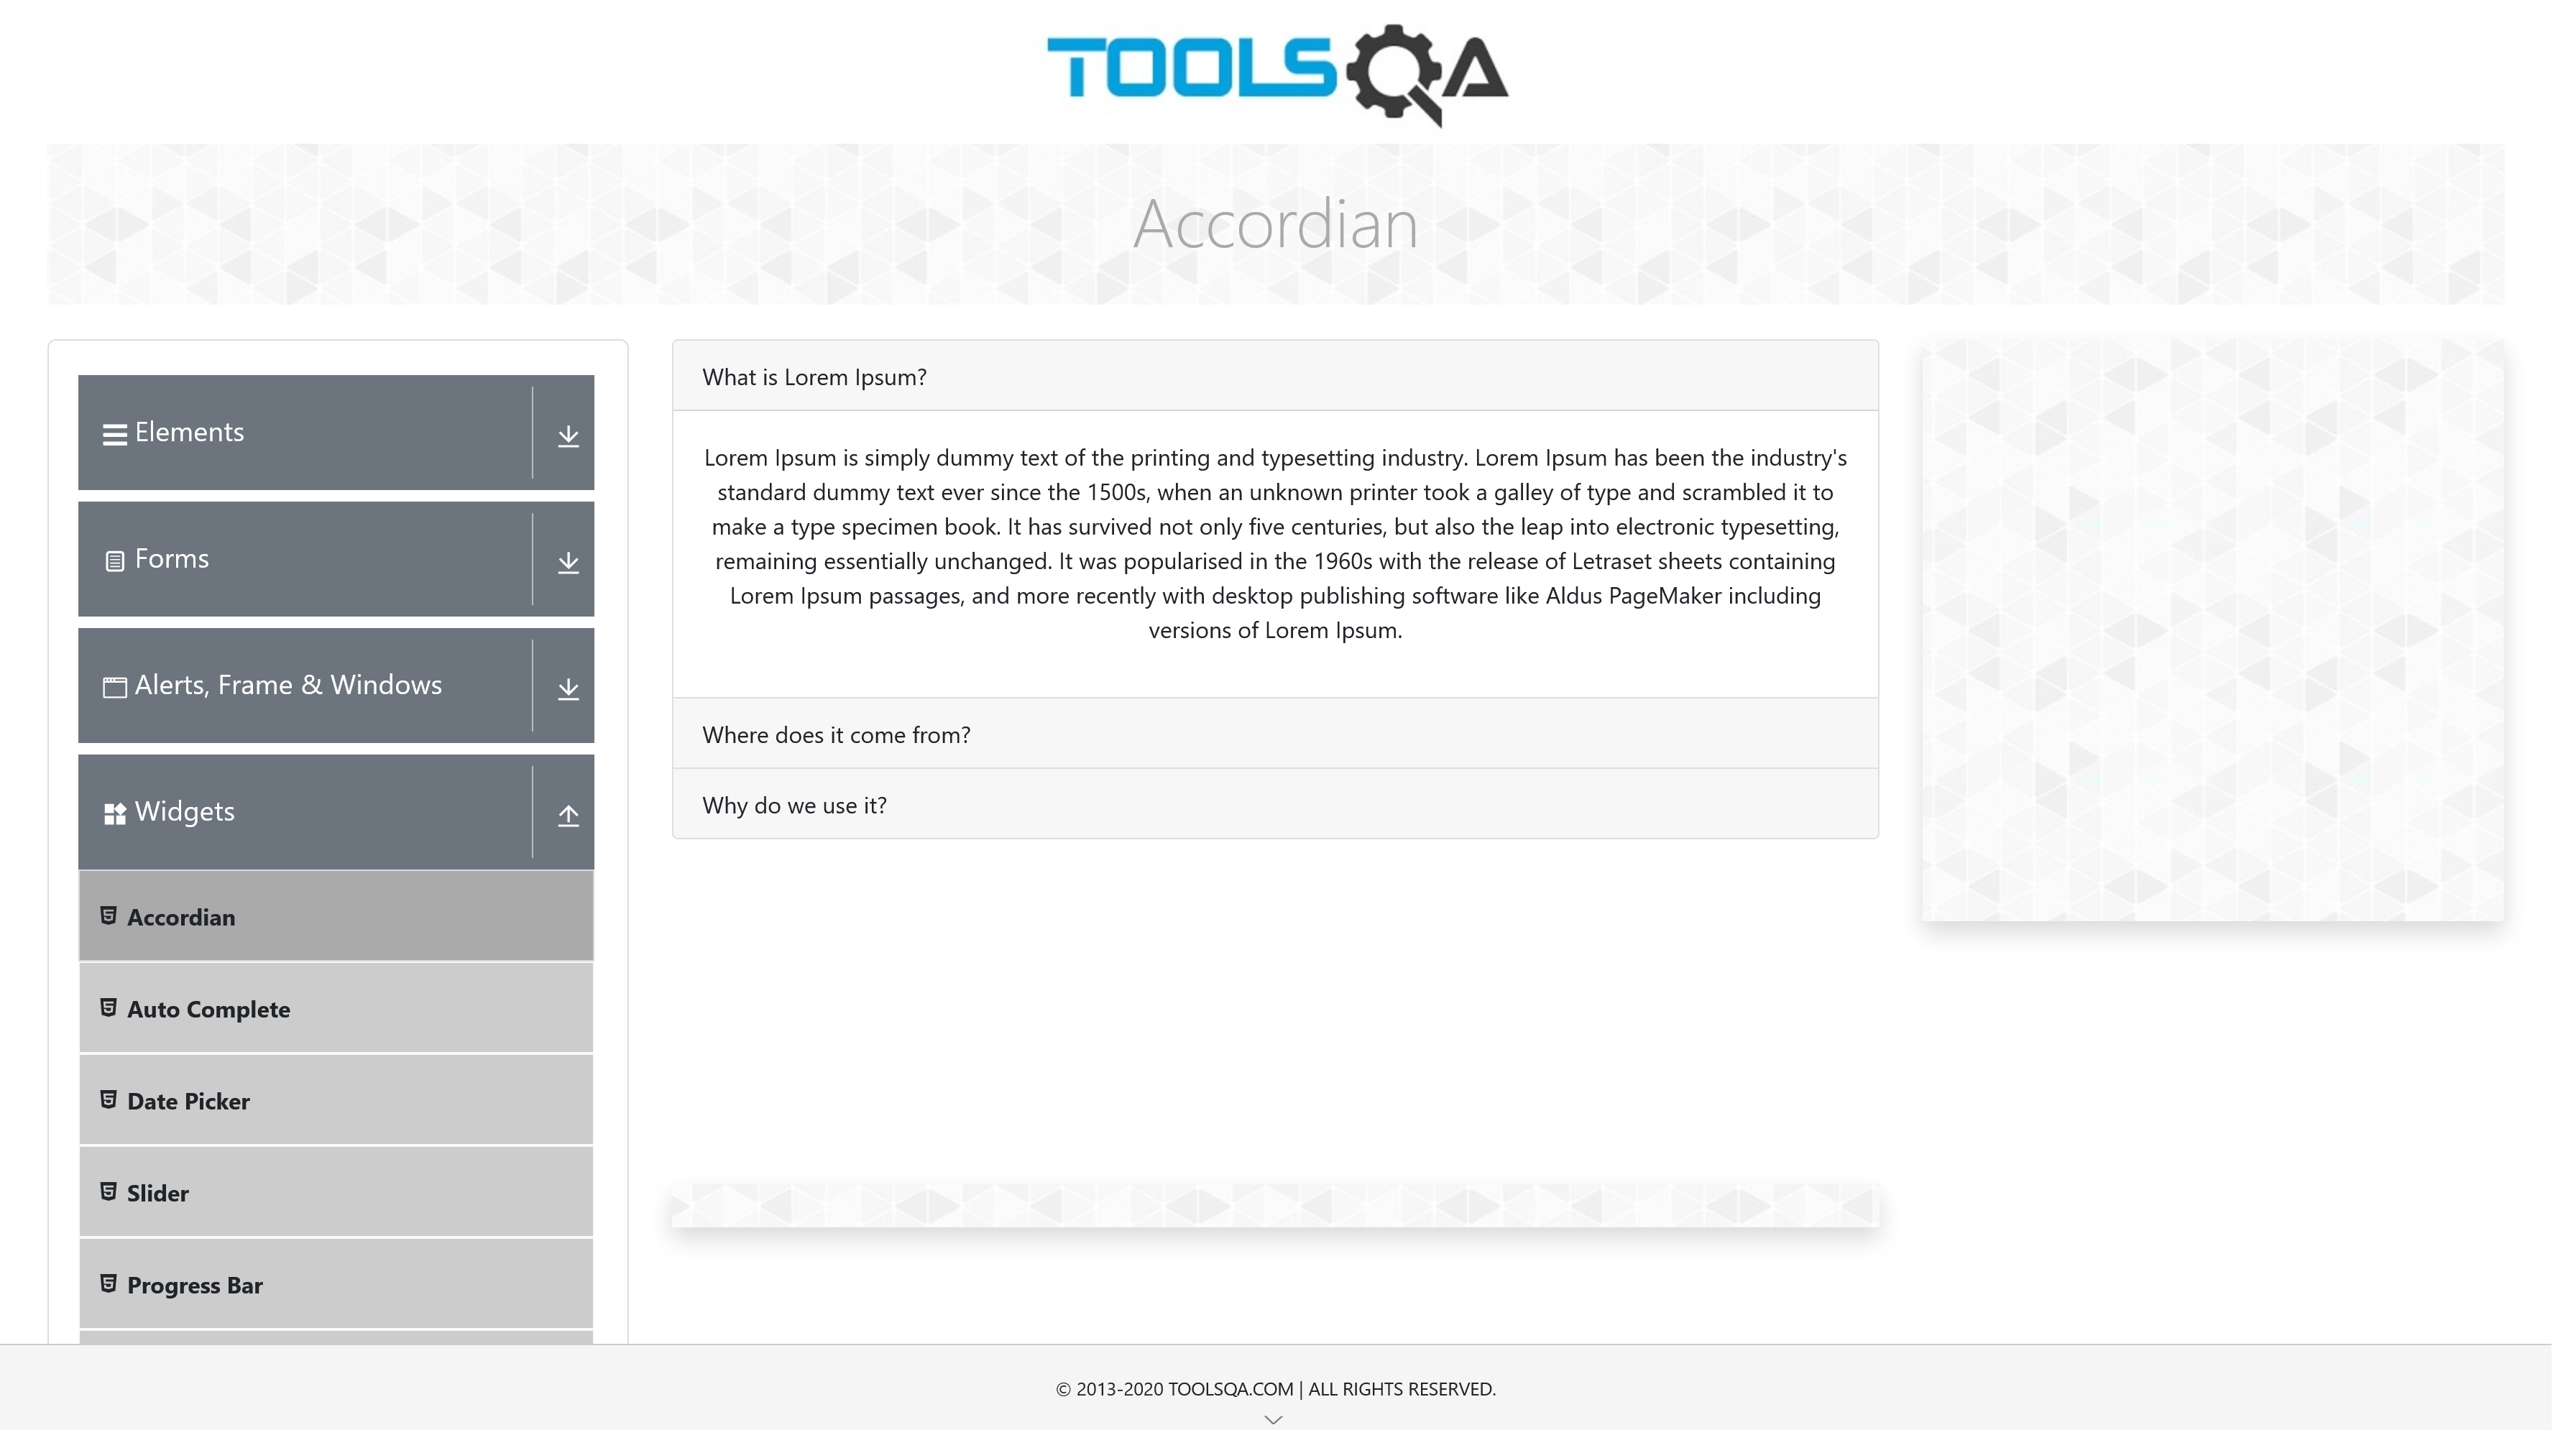 TOOLSQA
Accordian
Elements
Forms
Alerts, Frame & Windows
Widgets
Accordian
Auto Complete
Date Picker
Slider
Progress Bar
What is Lorem Ipsum?
Lorem Ipsum is simply dummy text of the printing and typesetting industry. Lorem Ipsum has been the industry's
standard dummy text ever since the 1500s, when an unknown printer took a galley of type and scrambled it to
make a type specimen book. It has survived not only five centuries, but also the leap into electronic typesetting,
remaining essentially unchanged. It was popularised in the 1960s with the release of Letraset sheets containing
Lorem Ipsum passages, and more recently with desktop publishing software like Aldus PageMaker including
versions of Lorem Ipsum.
Where does it come from?
Why do we use it?
© 2013-2020 TOOLSQA.COM | ALL RIGHTS RESERVED.